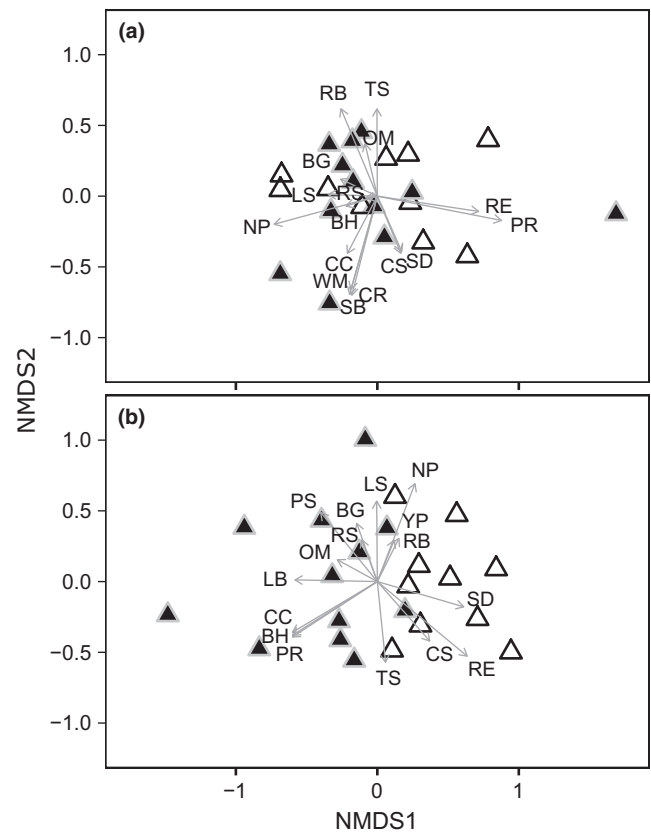 (a)
1.0
0.5
0.0
−0.5
−1.0
RB TS
OM
BG
LS RS YP
RE
NP BH PR
CC CS SD
WM
SB CR
NMDS2
(b)
1.0
0.5
0.0
−0.5
−1.0
NP
LS
PS BG YP
RS RB
OM
LB
SD
CC
BH
PR CS
RE
TS
−1 0 1
NMDS1